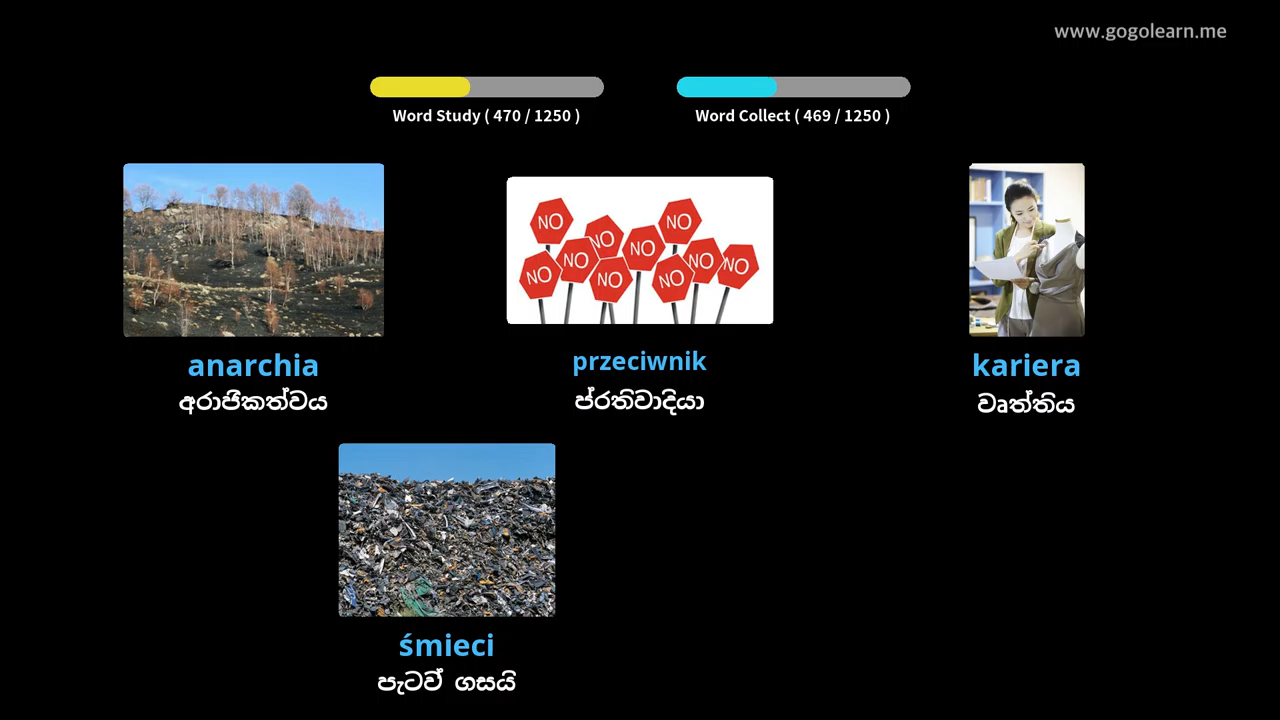 www.gogolearn.me
Word Study ( 470 / 1250 )
Word Collect ( 469 / 1250 )
NO NO NO NO NO NO NO NO NO NO
anarchia
අරාජිකත්වය
przeciwnik
ප්රතිවාදියා
kariera
වෘත්තිය
śmieci
පැටව් ගසයි